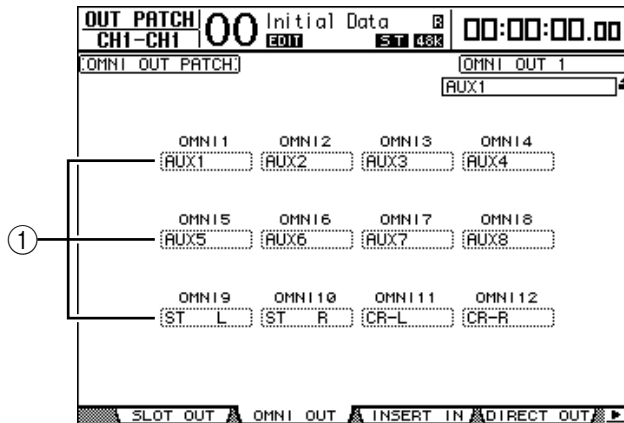 OUT PATCH 00 Initial Data R 00:00:00.00
CH1-CH1 EDIT ST 48k
OMNI OUT PATCH OMNI OUT 1
AUX1
OMNI1 OMNI2 OMNI3 OMNI4
AUX1 AUX2 AUX3 AUX4
1
OMNI5 OMNI6 OMNI7 OMNI8
AUX5 AUX6 AUX7 AUX8
OMNI9 OMNI10 OMNI11 OMNI12
ST L ST R CR-L CR-R
SLOT OUT OMNI OUT INSERT IN DIRECT OUT